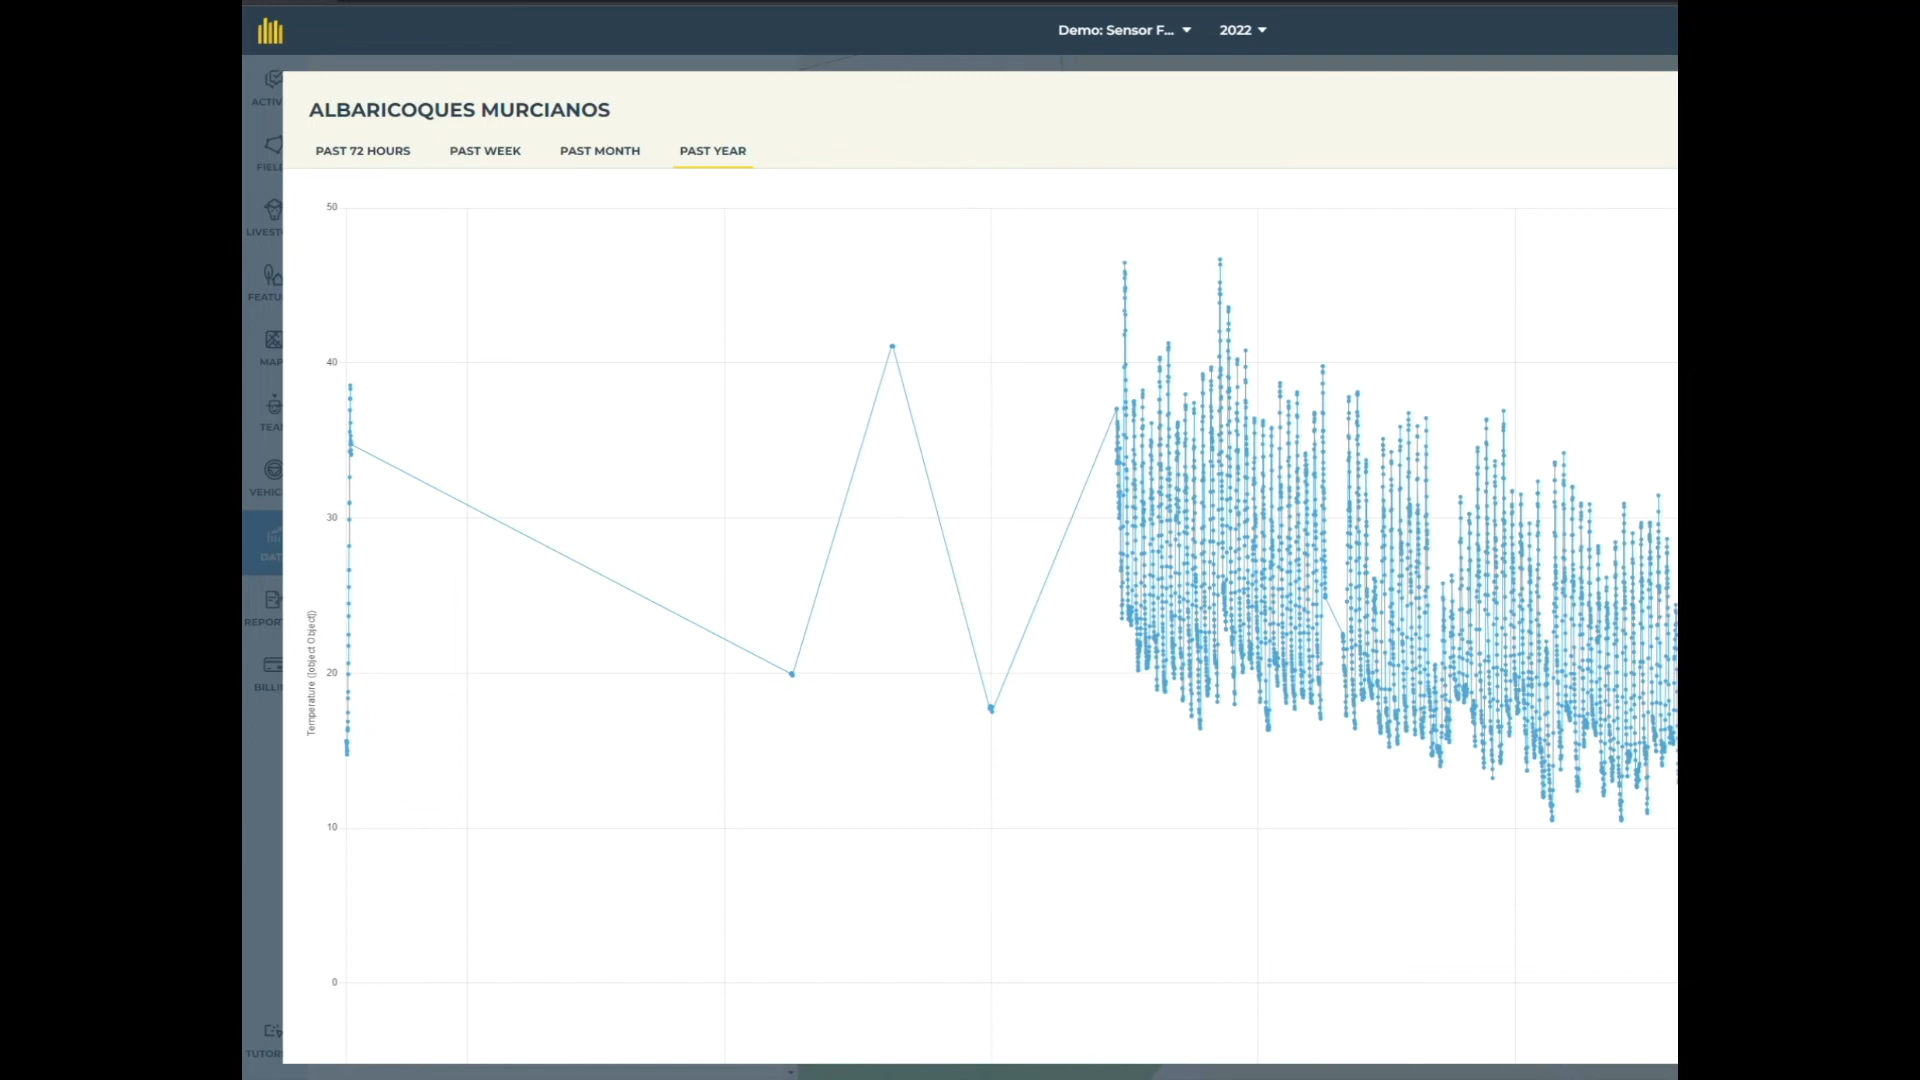 Demo: Sensor F... 2022
ALBARICOQUES MURCIANOS
PAST 72 HOURS PAST WEEK PAST MONTH PAST YEAR
ACTIV
FIEL
LIVEST
FEATU
MAP
TEA
VEHIC
DAT
REPOR
BILLI
TUTOR
50
40
30
20
10
0
Temperature ([object Object])